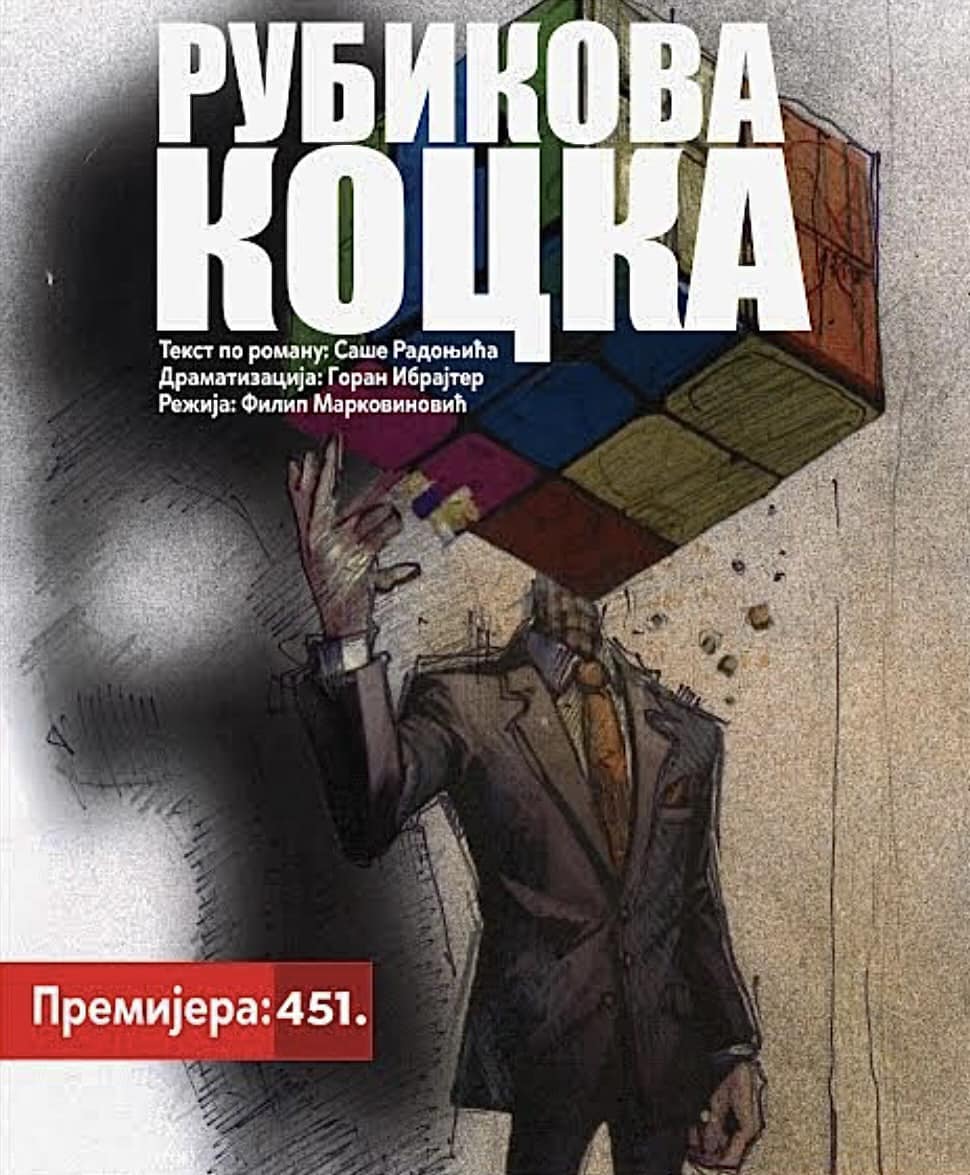 РУБИКОВА
КОЦКА
Текст по роману: Саше Радоњића
Драматизација: Горан Ибрајтер
Режија: Филип Марковиновић
Премијера: 451.